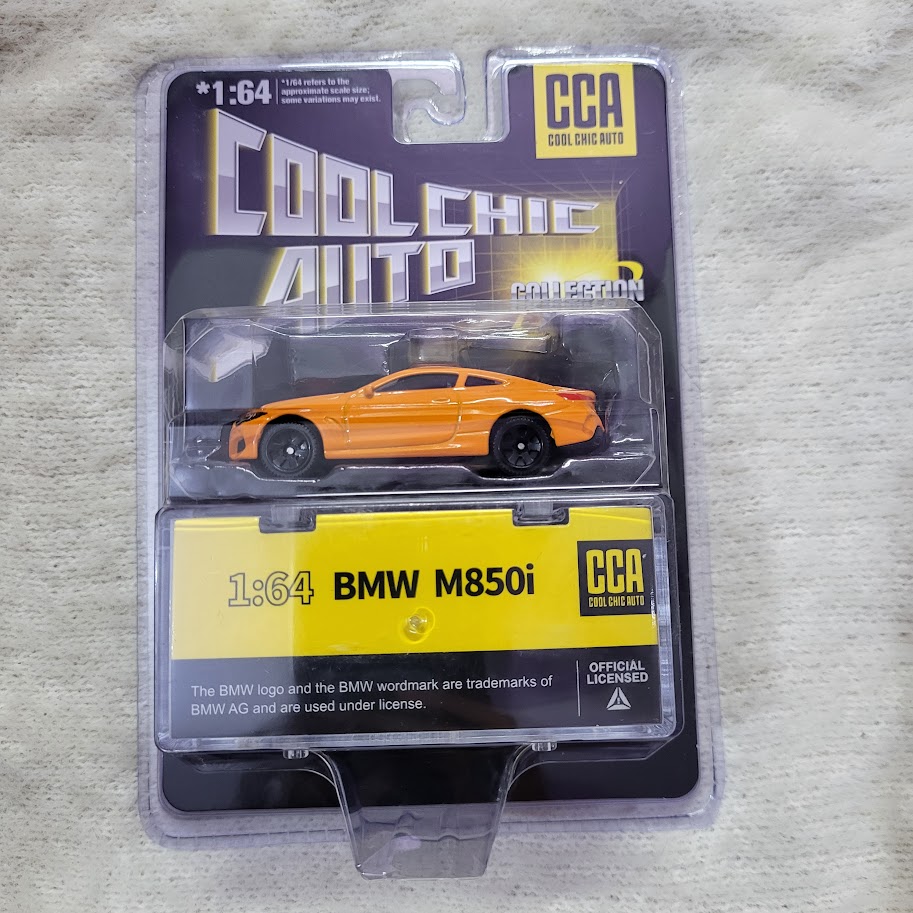 *1:64
*1/64 refers to the
approximate scale size;
some variations may exist.
CCA
COOL CHIC AUTO
COOL CHIC
AUTO
COLLECTION
1:64 BMW M850i
CCA
COOL CHIC AUTO
The BMW logo and the BMW wordmark are trademarks of
BMW AG and are used under license.
OFFICIAL
LICENSED